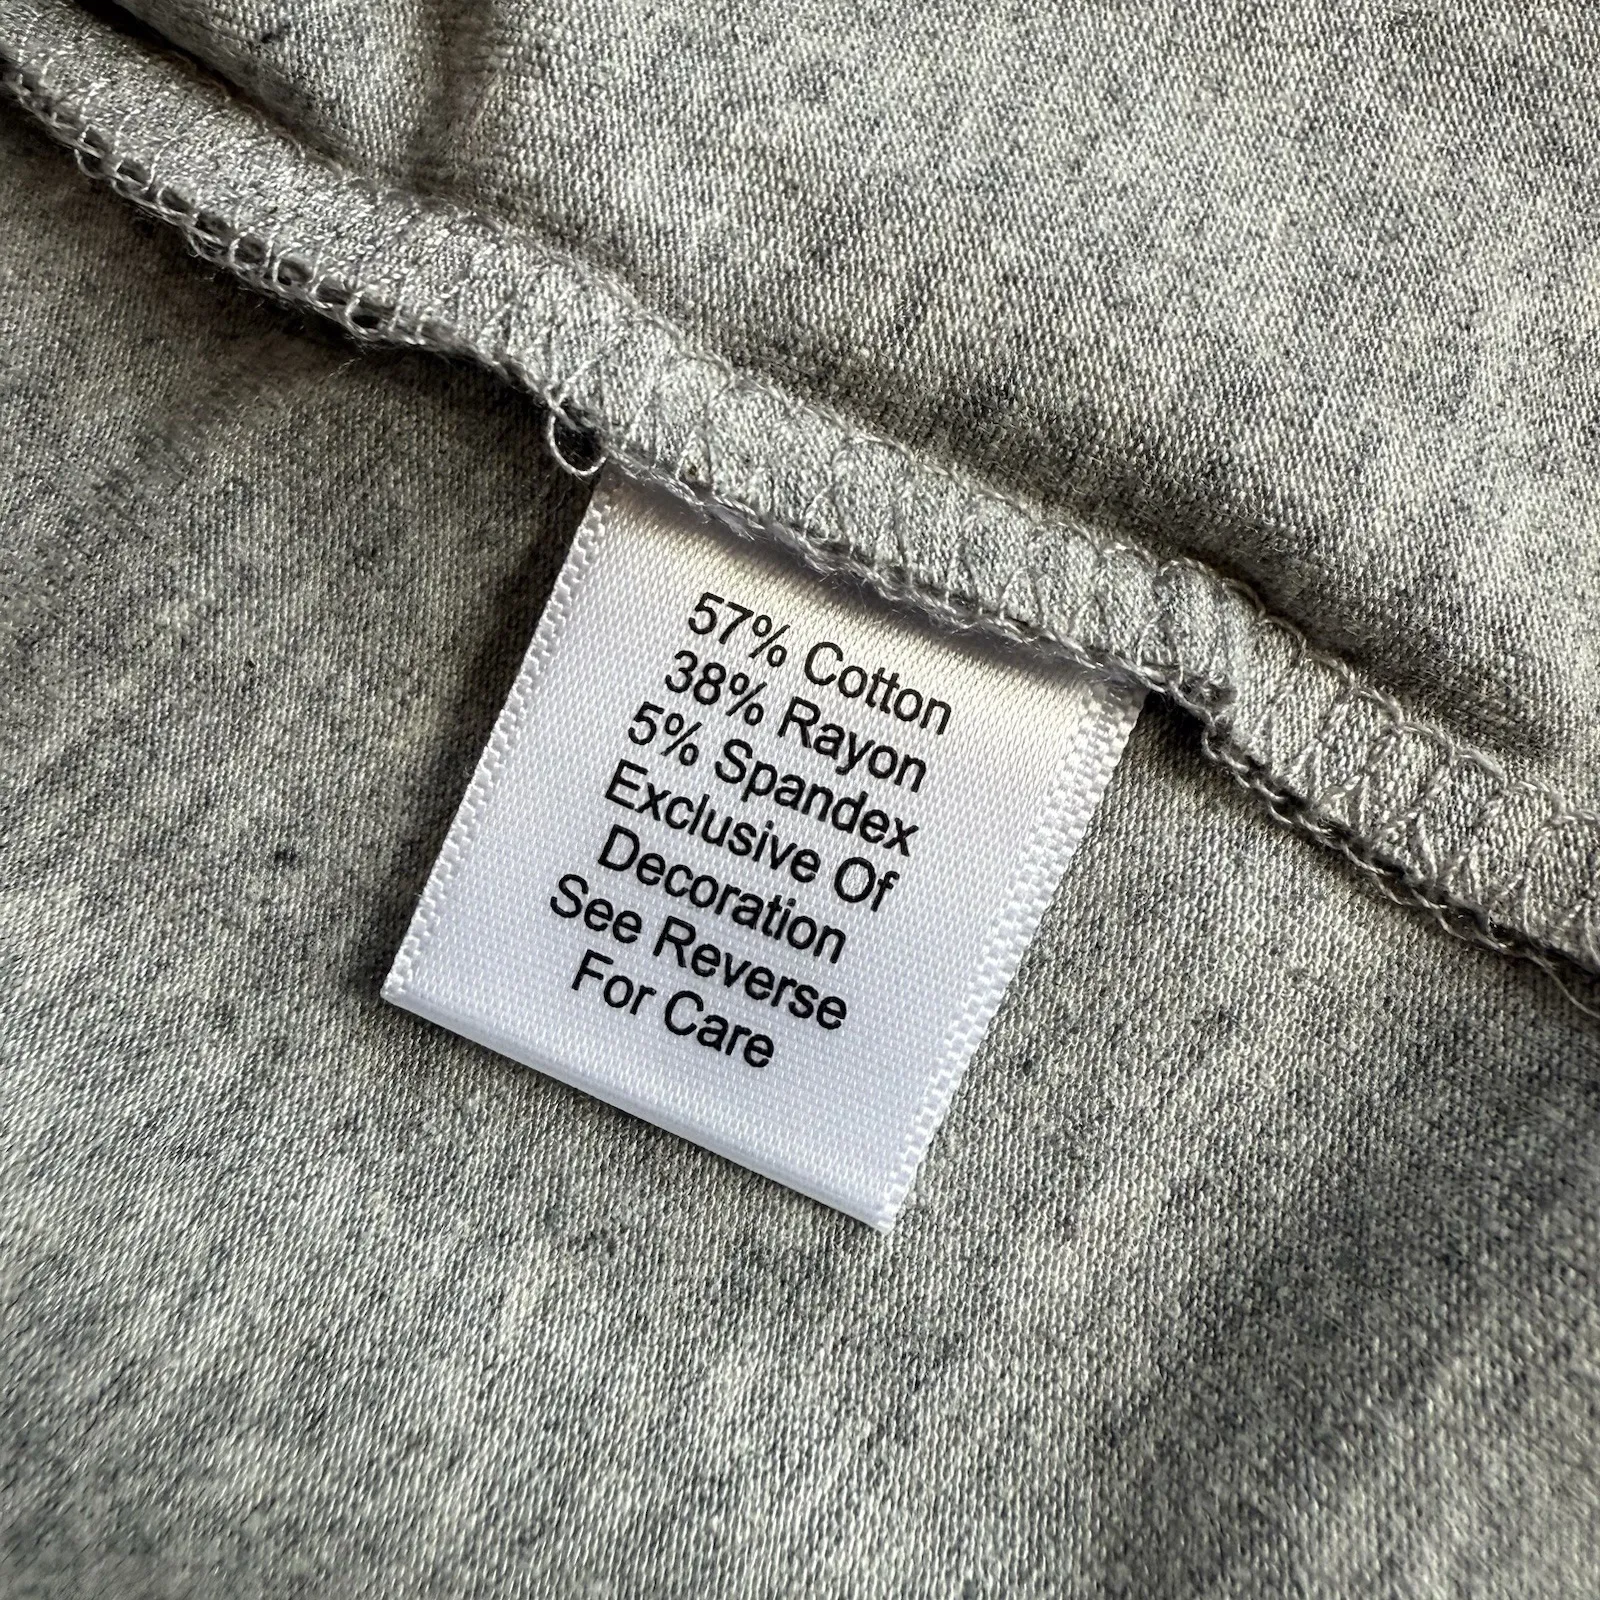 57% Cotton
38% Rayon
5% Spandex
Exclusive Of
Decoration
See Reverse
For Care